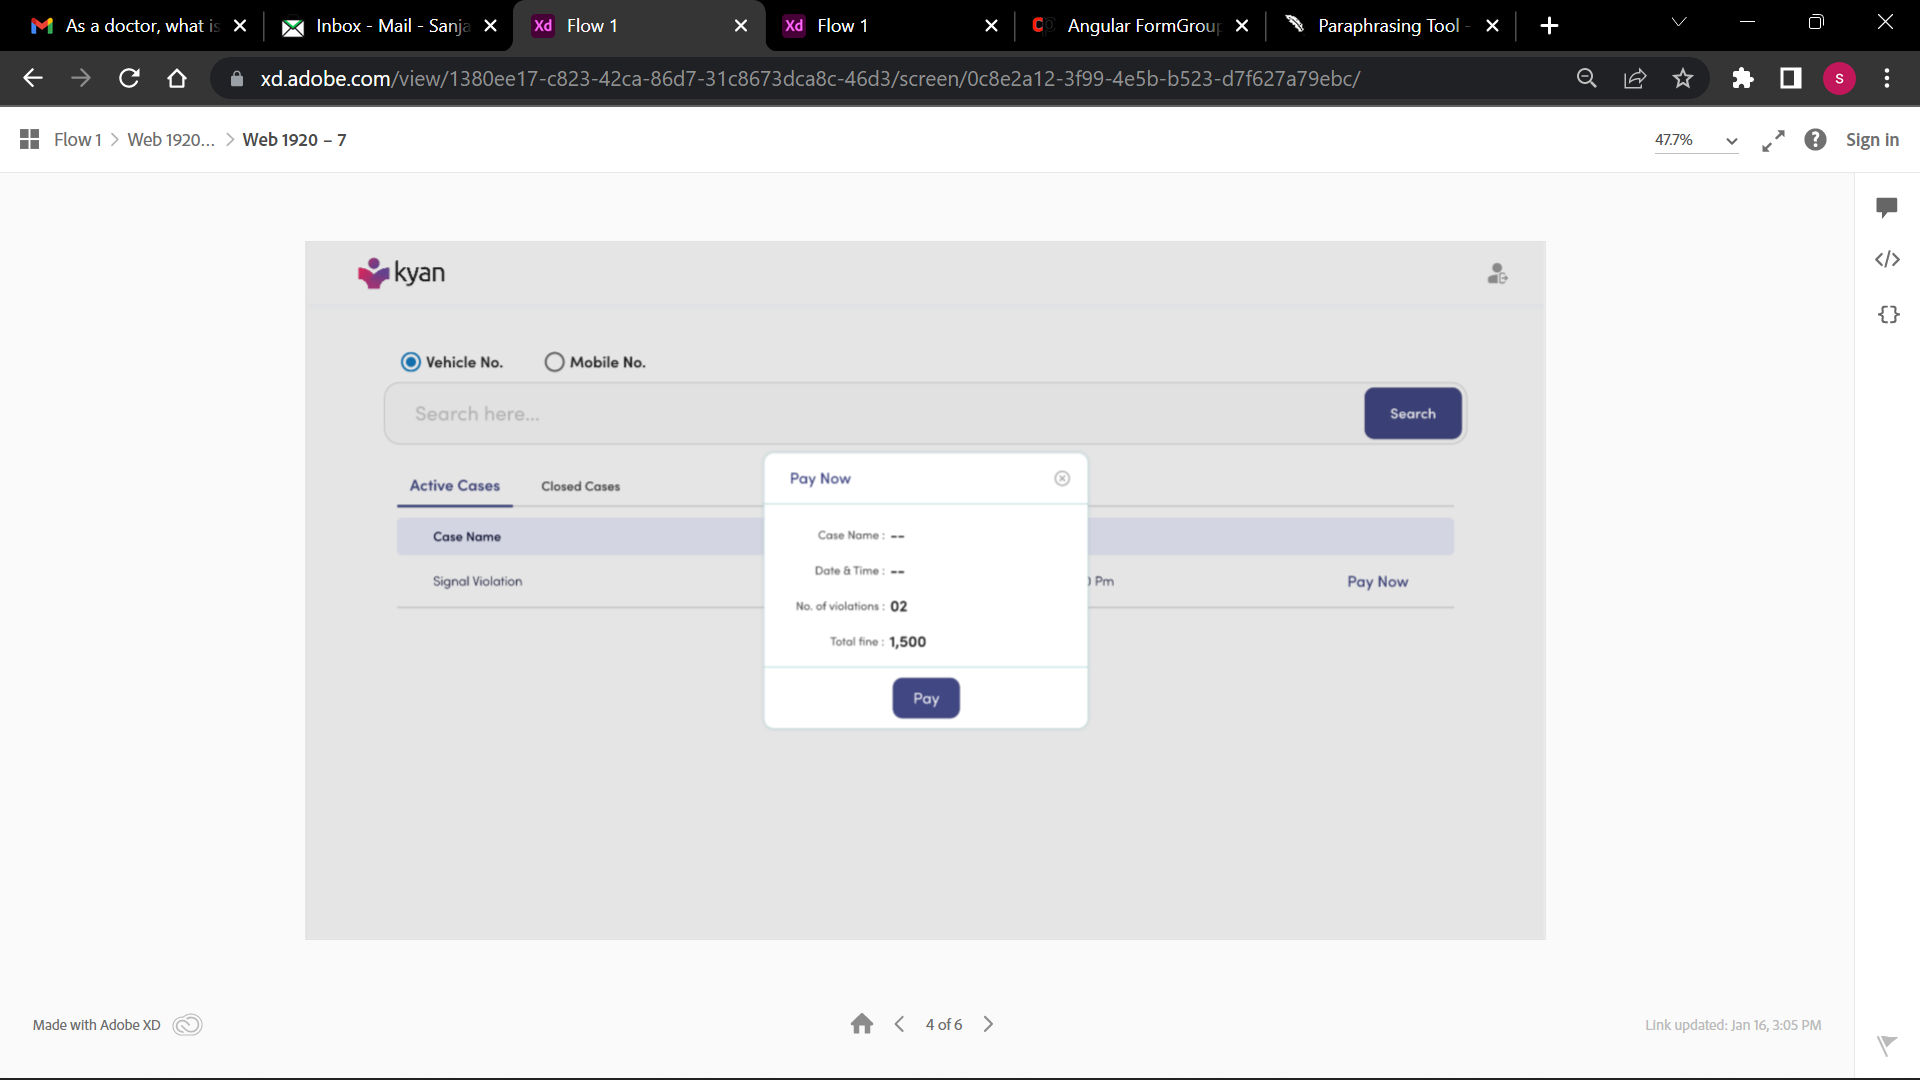 As a doctor, what is
Inbox - Mail - Sanja
Xd Flow 1
Xd Flow 1
Angular FormGroup
Paraphrasing Tool -
xd.adobe.com/view/1380ee17-c823-42ca-86d7-31c8673dca8c-46d3/screen/0c8e2a12-3f99-4e5b-b523-d7f627a79ebc/
s
Flow 1 > Web 1920... > Web 1920 – 7
47.7%
Sign in
kyan
Vehicle No.
Mobile No.
Search here...
Search
Active Cases
Closed Cases
Case Name
Signal Violation
Pm
Pay Now
Pay Now
Case Name : --
Date & Time : --
No. of violations : 02
Total fine : 1,500
Pay
Made with Adobe XD
4 of 6
Link updated: Jan 16, 3:05 PM